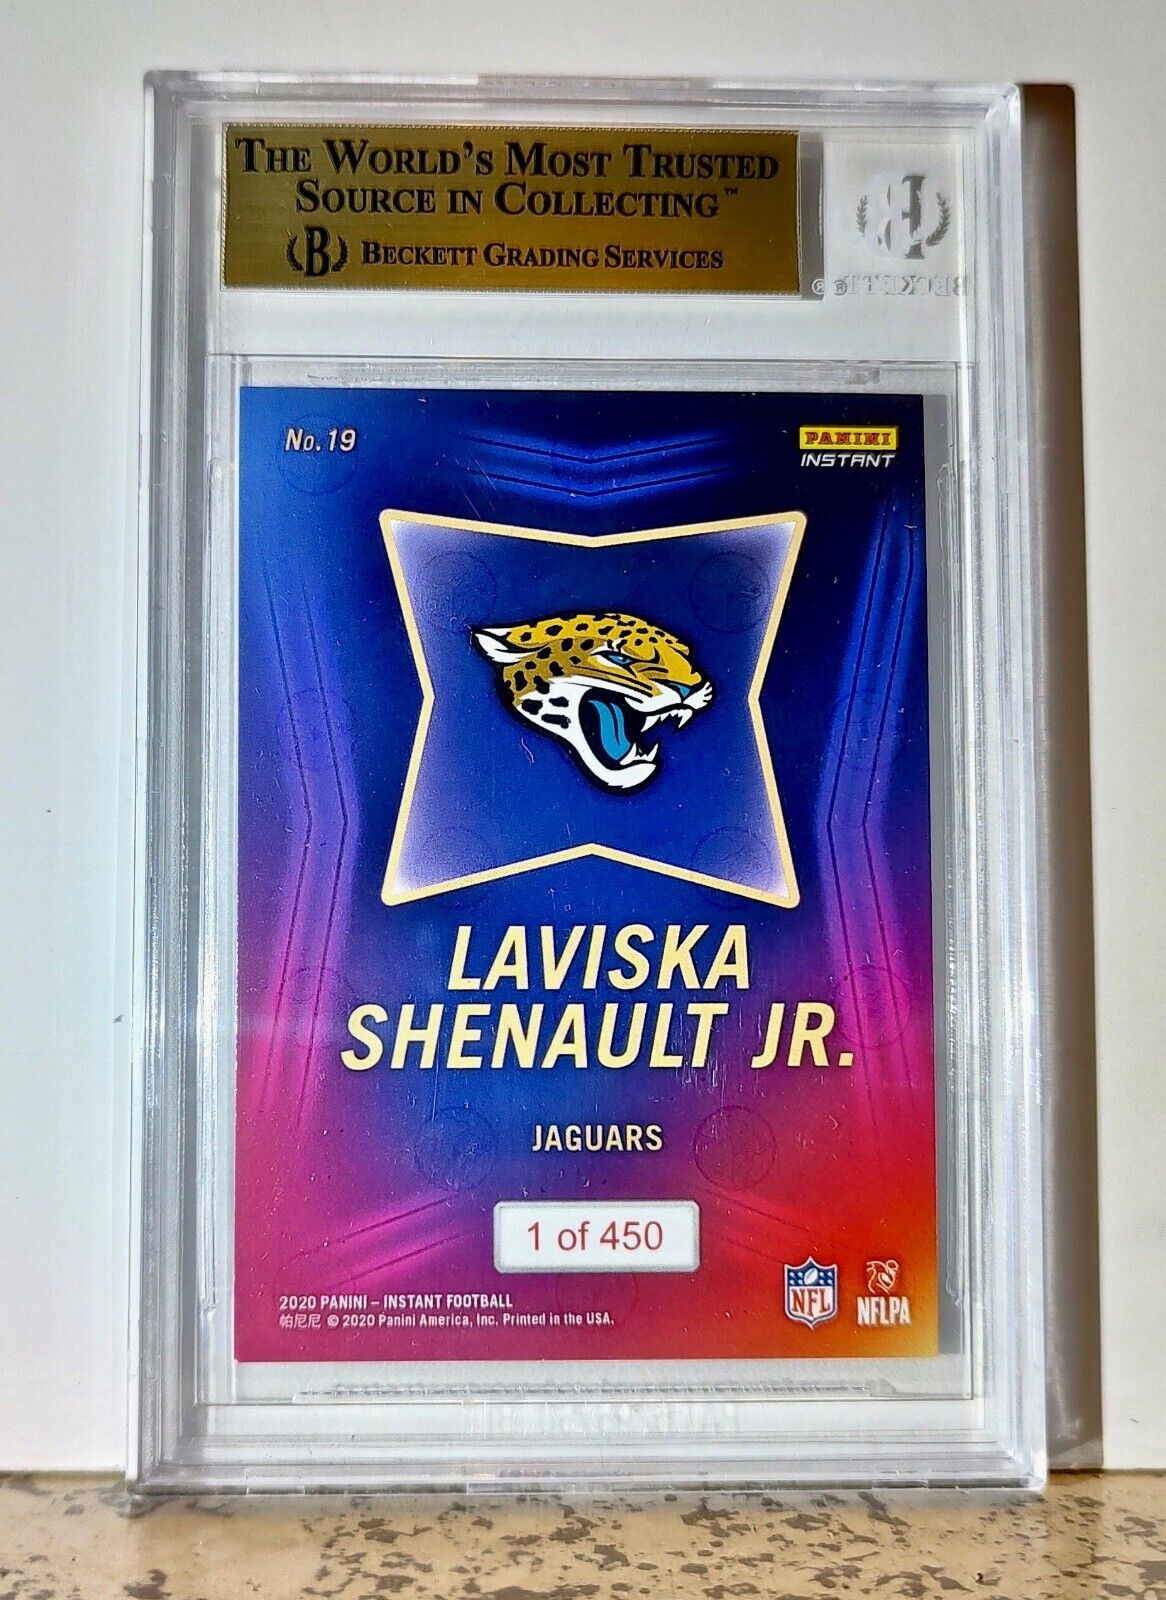 THE WORLD'S MOST TRUSTED
SOURCE IN COLLECTING™
B BECKETT GRADING SERVICES
BECKETT®
No. 19
PANINI
INSTANT
LAVISKA
SHENAULT JR.
JAGUARS
1 of 450
2020 PANINI – INSTANT FOOTBALL
帕尼尼 © 2020 Panini America, Inc. Printed in the USA.
NFL
NFLPA